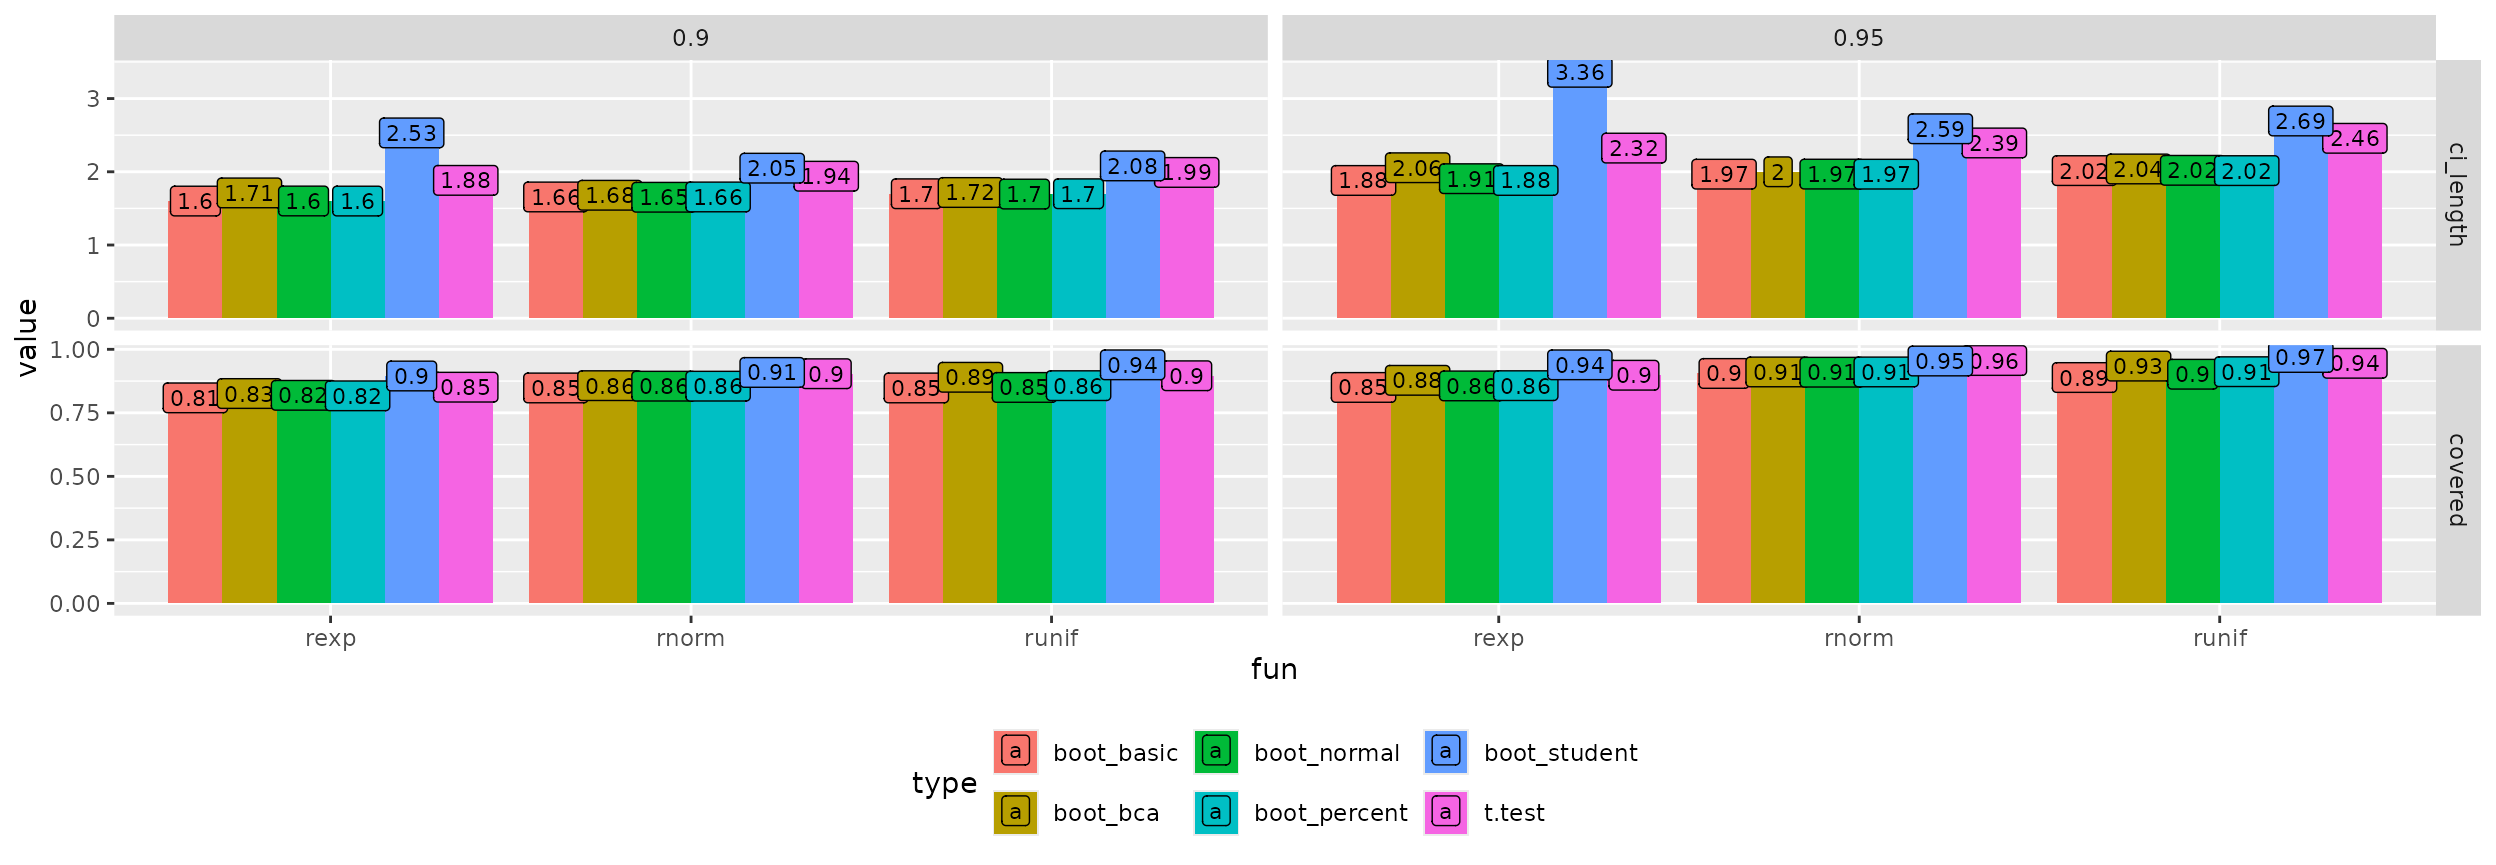 0.9 0.95
3
2
1
0
1.6 1.71 1.6 1.6 2.53 1.88 1.66 1.68 1.65 1.66 2.05 1.94 1.7 1.72 1.7 1.7 2.08 1.99
1.88 2.06 1.91 1.88 3.36 2.32 1.97 2 1.97 1.97 2.59 2.39 2.02 2.04 2.02 2.02 2.69 2.46
ci_length
value
1.00
0.75
0.50
0.25
0.00
0.81 0.83 0.82 0.82 0.9 0.85 0.85 0.86 0.86 0.86 0.91 0.9 0.85 0.89 0.85 0.86 0.94 0.9
0.85 0.88 0.86 0.86 0.94 0.9 0.9 0.91 0.91 0.91 0.95 0.96 0.89 0.93 0.9 0.91 0.97 0.94
covered
rexp rnorm runif rexp rnorm runif
fun
type
a boot_basic a boot_normal a boot_student
a boot_bca a boot_percent a t.test